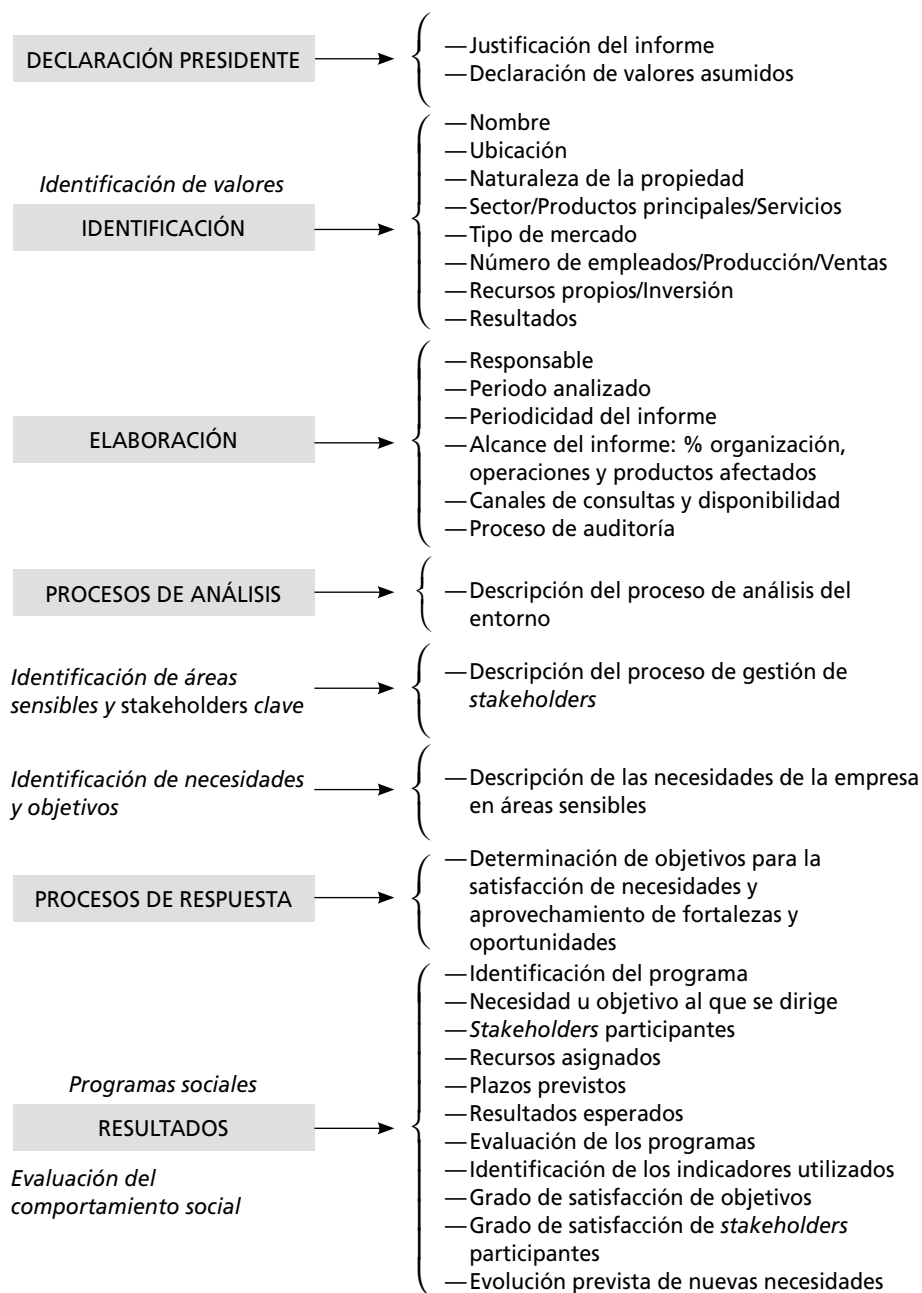 DECLARACIÓN PRESIDENTE
—Justificación del informe
—Declaración de valores asumidos
Identificación de valores
IDENTIFICACIÓN
—Nombre
—Ubicación
—Naturaleza de la propiedad
—Sector/Productos principales/Servicios
—Tipo de mercado
—Número de empleados/Producción/Ventas
—Recursos propios/Inversión
—Resultados
ELABORACIÓN
—Responsable
—Periodo analizado
—Periodicidad del informe
—Alcance del informe: % organización,
operaciones y productos afectados
—Canales de consultas y disponibilidad
—Proceso de auditoría
PROCESOS DE ANÁLISIS
—Descripción del proceso de análisis del
entorno
Identificación de áreas
sensibles y stakeholders clave
—Descripción del proceso de gestión de
stakeholders
Identificación de necesidades
y objetivos
—Descripción de las necesidades de la empresa
en áreas sensibles
PROCESOS DE RESPUESTA
—Determinación de objetivos para la
satisfacción de necesidades y
aprovechamiento de fortalezas y
oportunidades
Programas sociales
RESULTADOS
Evaluación del
comportamiento social
—Identificación del programa
—Necesidad u objetivo al que se dirige
—Stakeholders participantes
—Recursos asignados
—Plazos previstos
—Resultados esperados
—Evaluación de los programas
—Identificación de los indicadores utilizados
—Grado de satisfacción de objetivos
—Grado de satisfacción de stakeholders
participantes
—Evolución prevista de nuevas necesidades